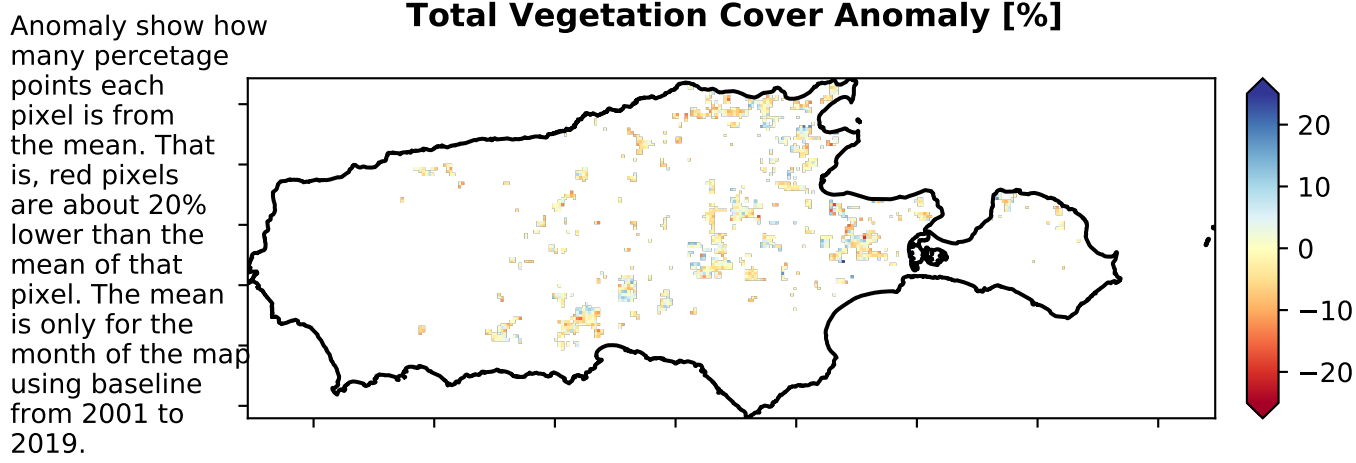 Total Vegetation Cover Anomaly [%]
Anomaly show how
many percetage
points each
pixel is from
the mean. That
is, red pixels
are about 20%
lower than the
mean of that
pixel. The mean
is only for the
month of the map
using baseline
from 2001 to
2019.
20
10
0
−10
−20